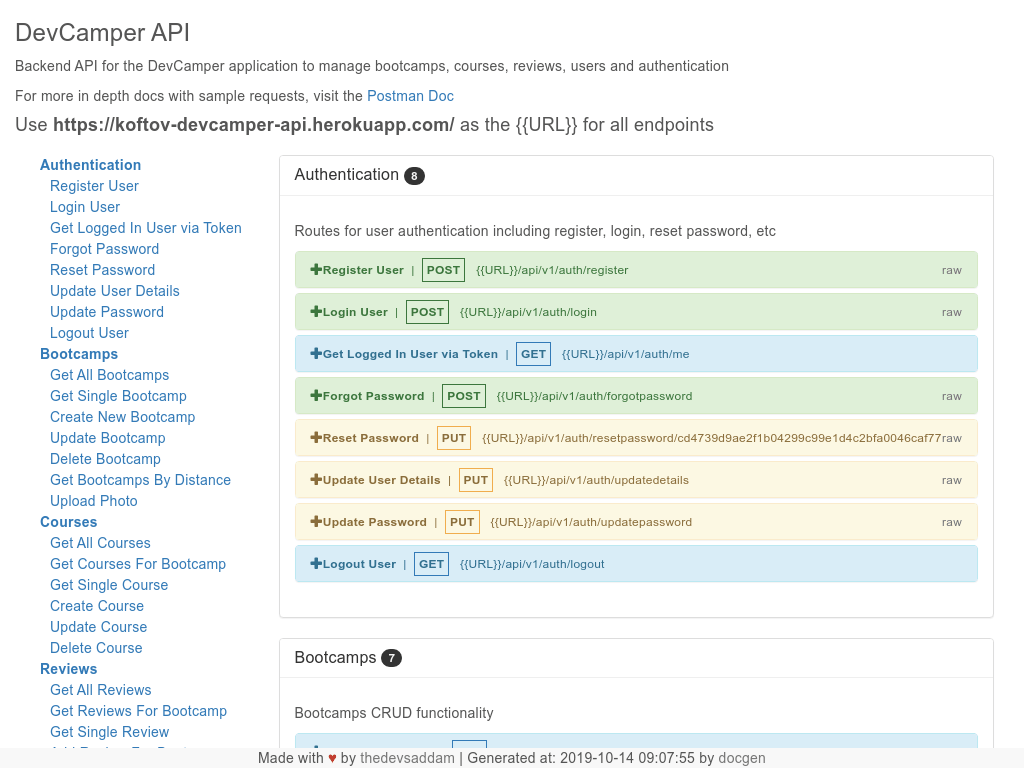 DevCamper API
Backend API for the DevCamper application to manage bootcamps, courses, reviews, users and authentication
For more in depth docs with sample requests, visit the Postman Doc
Use https://koftov-devcamper-api.herokuapp.com/ as the {{URL}} for all endpoints
Authentication
Register User
Login User
Get Logged In User via Token
Forgot Password
Reset Password
Update User Details
Update Password
Logout User
Bootcamps
Get All Bootcamps
Get Single Bootcamp
Create New Bootcamp
Update Bootcamp
Delete Bootcamp
Get Bootcamps By Distance
Upload Photo
Courses
Get All Courses
Get Courses For Bootcamp
Get Single Course
Create Course
Update Course
Delete Course
Reviews
Get All Reviews
Get Reviews For Bootcamp
Get Single Review
Authentication 8
Routes for user authentication including register, login, reset password, etc
Register User | POST {{URL}}/api/v1/auth/register raw
Login User | POST {{URL}}/api/v1/auth/login raw
Get Logged In User via Token | GET {{URL}}/api/v1/auth/me
Forgot Password | POST {{URL}}/api/v1/auth/forgotpassword raw
Reset Password | PUT {{URL}}/api/v1/auth/resetpassword/cd4739d9ae2f1b04299c99e1d4c2bfa0046caf77 raw
Update User Details | PUT {{URL}}/api/v1/auth/updatedetails raw
Update Password | PUT {{URL}}/api/v1/auth/updatepassword raw
Logout User | GET {{URL}}/api/v1/auth/logout
Bootcamps 7
Bootcamps CRUD functionality
Made with ♥ by thedevsaddam | Generated at: 2019-10-14 09:07:55 by docgen